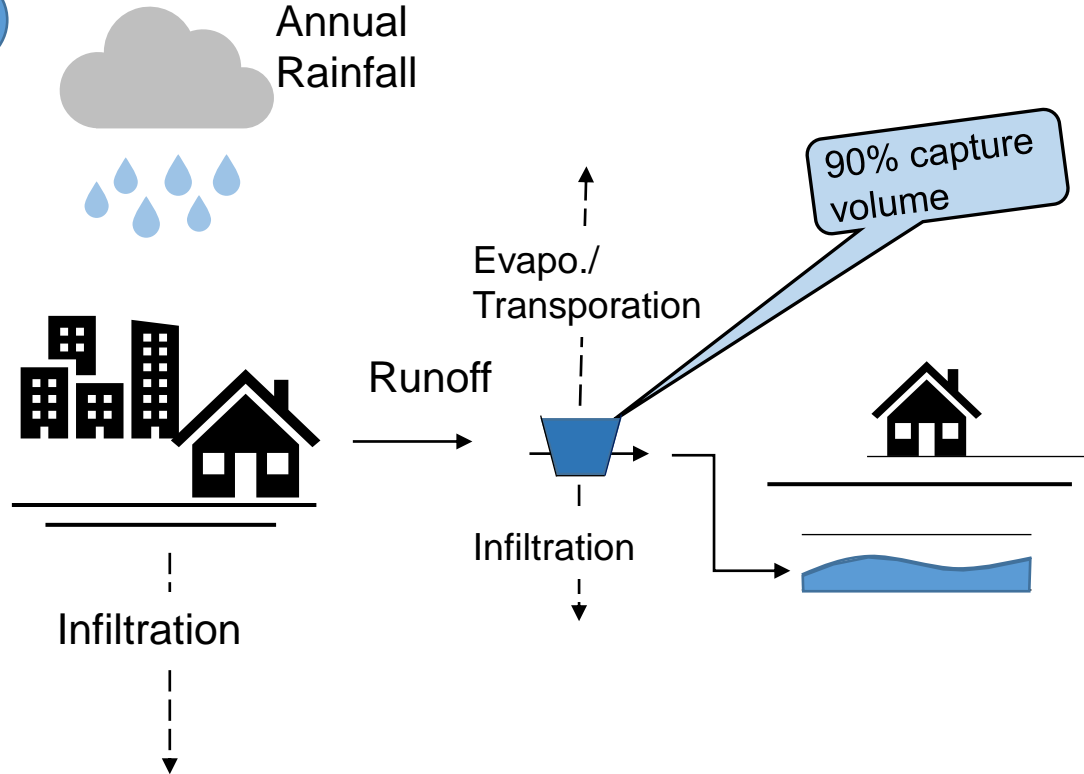 Annual
Rainfall
90% capture
volume
Evapo./
Transporation
Runoff
Infiltration
Infiltration